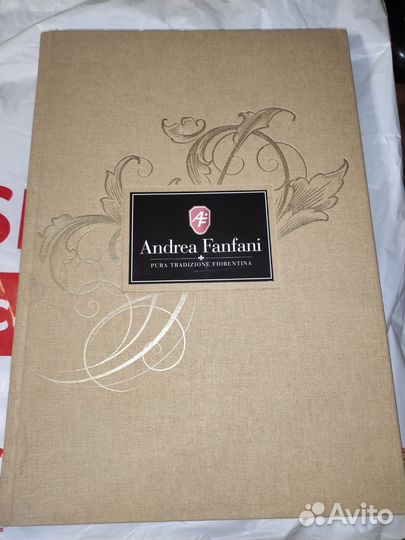 AF
Andrea Fanfani
PURA TRADIZIONE FIORENTINA
Avito